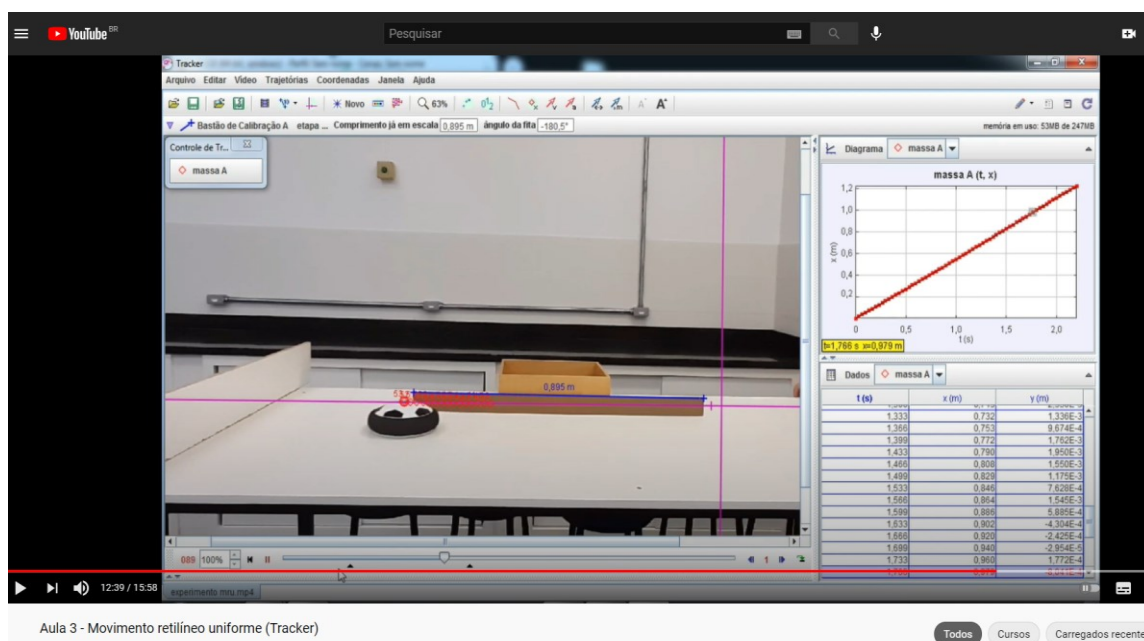 YouTube BR
Pesquisar
Tracker
Arquivo Editar Video Trajetórias Coordenadas Janela Ajuda
Novo 63%
Bastão de Calibração A etapa ... Comprimento já em escala 0,895 m ângulo da fita -180,5°
memória em uso: 53MB de 247MB
Controle de Tr...
massa A
0,895 m
Diagrama massa A
massa A (t, x)
1,2
1,0
0,8
0,6
0,4
0,2
x (m)
0 0,5 1,0 1,5 2,0
t (s)
t=1,766 s x=0,979 m
Dados massa A
t (s) x (m) y (m)
1,333 0,732 1,336E-3
1,366 0,753 9,674E-4
1,399 0,772 1,762E-3
1,433 0,790 1,950E-3
1,466 0,808 1,550E-3
1,499 0,829 1,175E-3
1,533 0,846 7,628E-4
1,566 0,864 1,545E-3
1,599 0,886 5,885E-4
1,633 0,902 -4,304E-4
1,666 0,920 -2,425E-4
1,699 0,940 -2,954E-5
1,733 0,960 1,772E-4
089 100% 1
12:39 / 15:58
experimento mru.mp4
Aula 3 - Movimento retilíneo uniforme (Tracker)
Todos Cursos Carregados recente